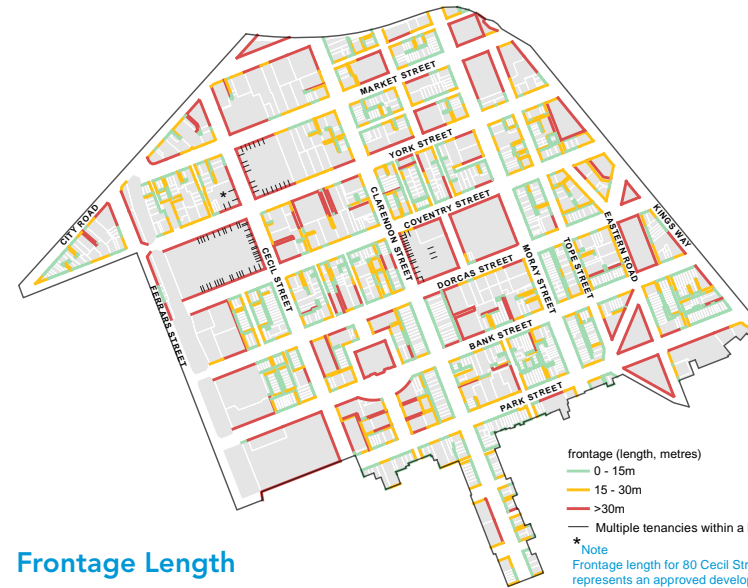 MARKET STREET
YORK STREET
COVENTRY STREET
CLARENDON STREET
CITY ROAD
CECIL STREET
FERRARS STREET
DORCAS STREET
MORAY STREET
TOPE STREET
EASTERN ROAD
KINGS WAY
BANK STREET
PARK STREET
*
frontage (length, metres)
0 - 15m
15 - 30m
>30m
Multiple tenancies within a
*Note
Frontage length for 80 Cecil Str
represents an approved develop
Frontage Length